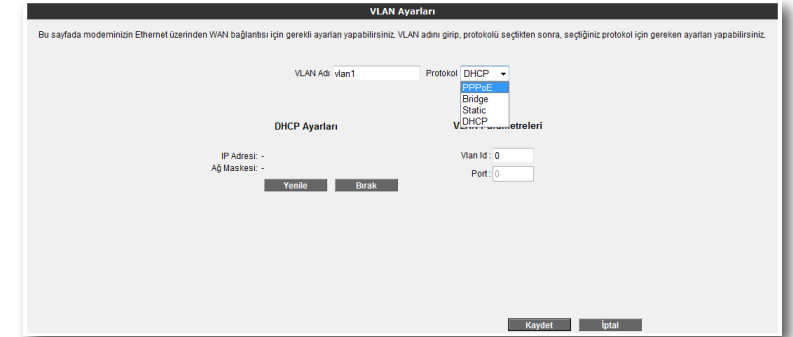 VLAN Ayarları
Bu sayfada modeminizin Ethernet üzerinden WAN bağlantısı için gerekli ayarları yapabilirsiniz. VLAN adını girip, protokolü seçtikten sonra, seçtiğiniz protokol için gereken ayarları yapabilirsiniz.
VLAN Adı vlan1 Protokol DHCP
PPPoE
Bridge
Static
DHCP
DHCP Ayarları VLAN Parametreleri
IP Adresi: - Vlan Id : 0
Ağ Maskesi: - Port : 0
Yenile Bırak
Kaydet İptal